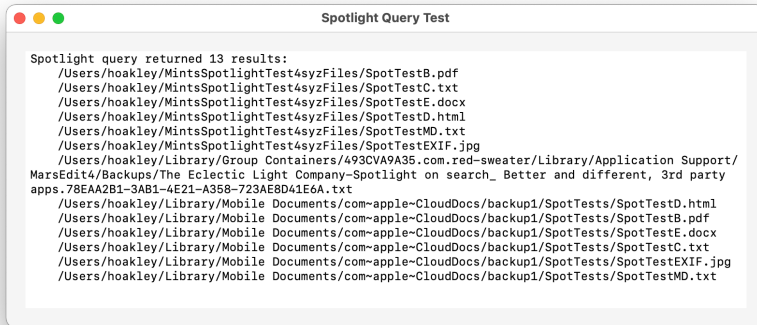 Spotlight Query Test
Spotlight query returned 13 results:
/Users/hoakley/MintsSpotlightTest4syzFiles/SpotTestB.pdf
/Users/hoakley/MintsSpotlightTest4syzFiles/SpotTestC.txt
/Users/hoakley/MintsSpotlightTest4syzFiles/SpotTestE.docx
/Users/hoakley/MintsSpotlightTest4syzFiles/SpotTestD.html
/Users/hoakley/MintsSpotlightTest4syzFiles/SpotTestMD.txt
/Users/hoakley/MintsSpotlightTest4syzFiles/SpotTestEXIF.jpg
/Users/hoakley/Library/Group Containers/493CVA9A35.com.red-sweater/Library/Application Support/
MarsEdit4/Backups/The Eclectic Light Company-Spotlight on search_ Better and different, 3rd party
apps.78EAA2B1-3AB1-4E21-A358-723AE8D41E6A.txt
/Users/hoakley/Library/Mobile Documents/com~apple~CloudDocs/backup1/SpotTests/SpotTestD.html
/Users/hoakley/Library/Mobile Documents/com~apple~CloudDocs/backup1/SpotTests/SpotTestB.pdf
/Users/hoakley/Library/Mobile Documents/com~apple~CloudDocs/backup1/SpotTests/SpotTestE.docx
/Users/hoakley/Library/Mobile Documents/com~apple~CloudDocs/backup1/SpotTests/SpotTestC.txt
/Users/hoakley/Library/Mobile Documents/com~apple~CloudDocs/backup1/SpotTests/SpotTestEXIF.jpg
/Users/hoakley/Library/Mobile Documents/com~apple~CloudDocs/backup1/SpotTests/SpotTestMD.txt